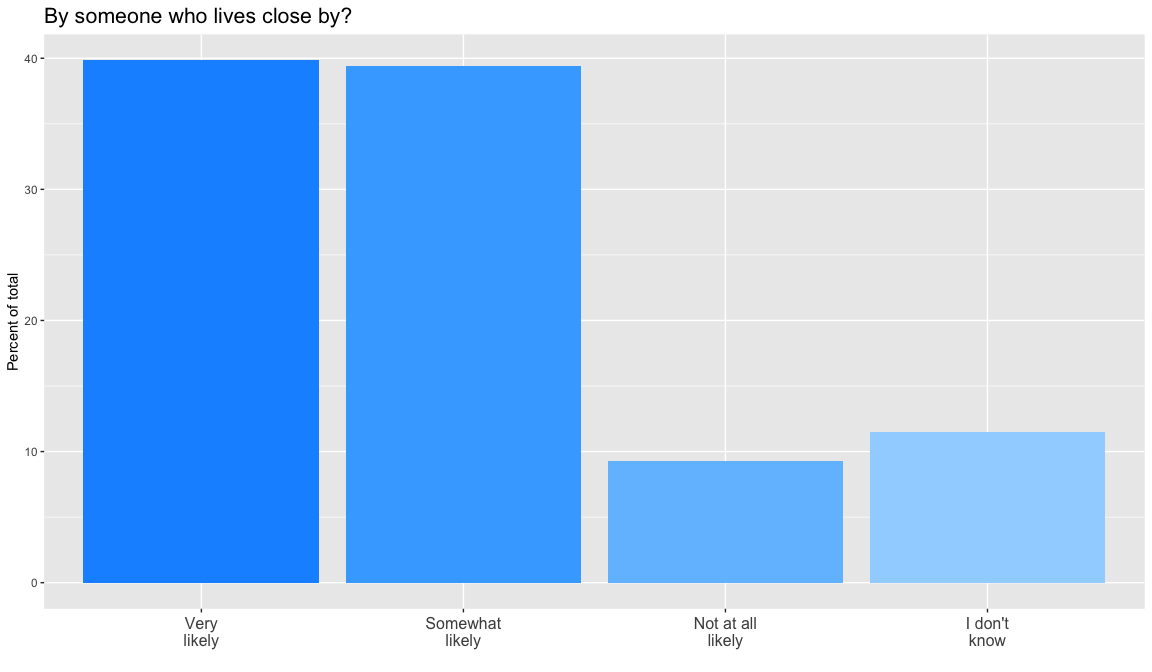 By someone who lives close by?
Percent of total
40
30
20
10
0
Very
likely
Somewhat
likely
Not at all
likely
I don't
know